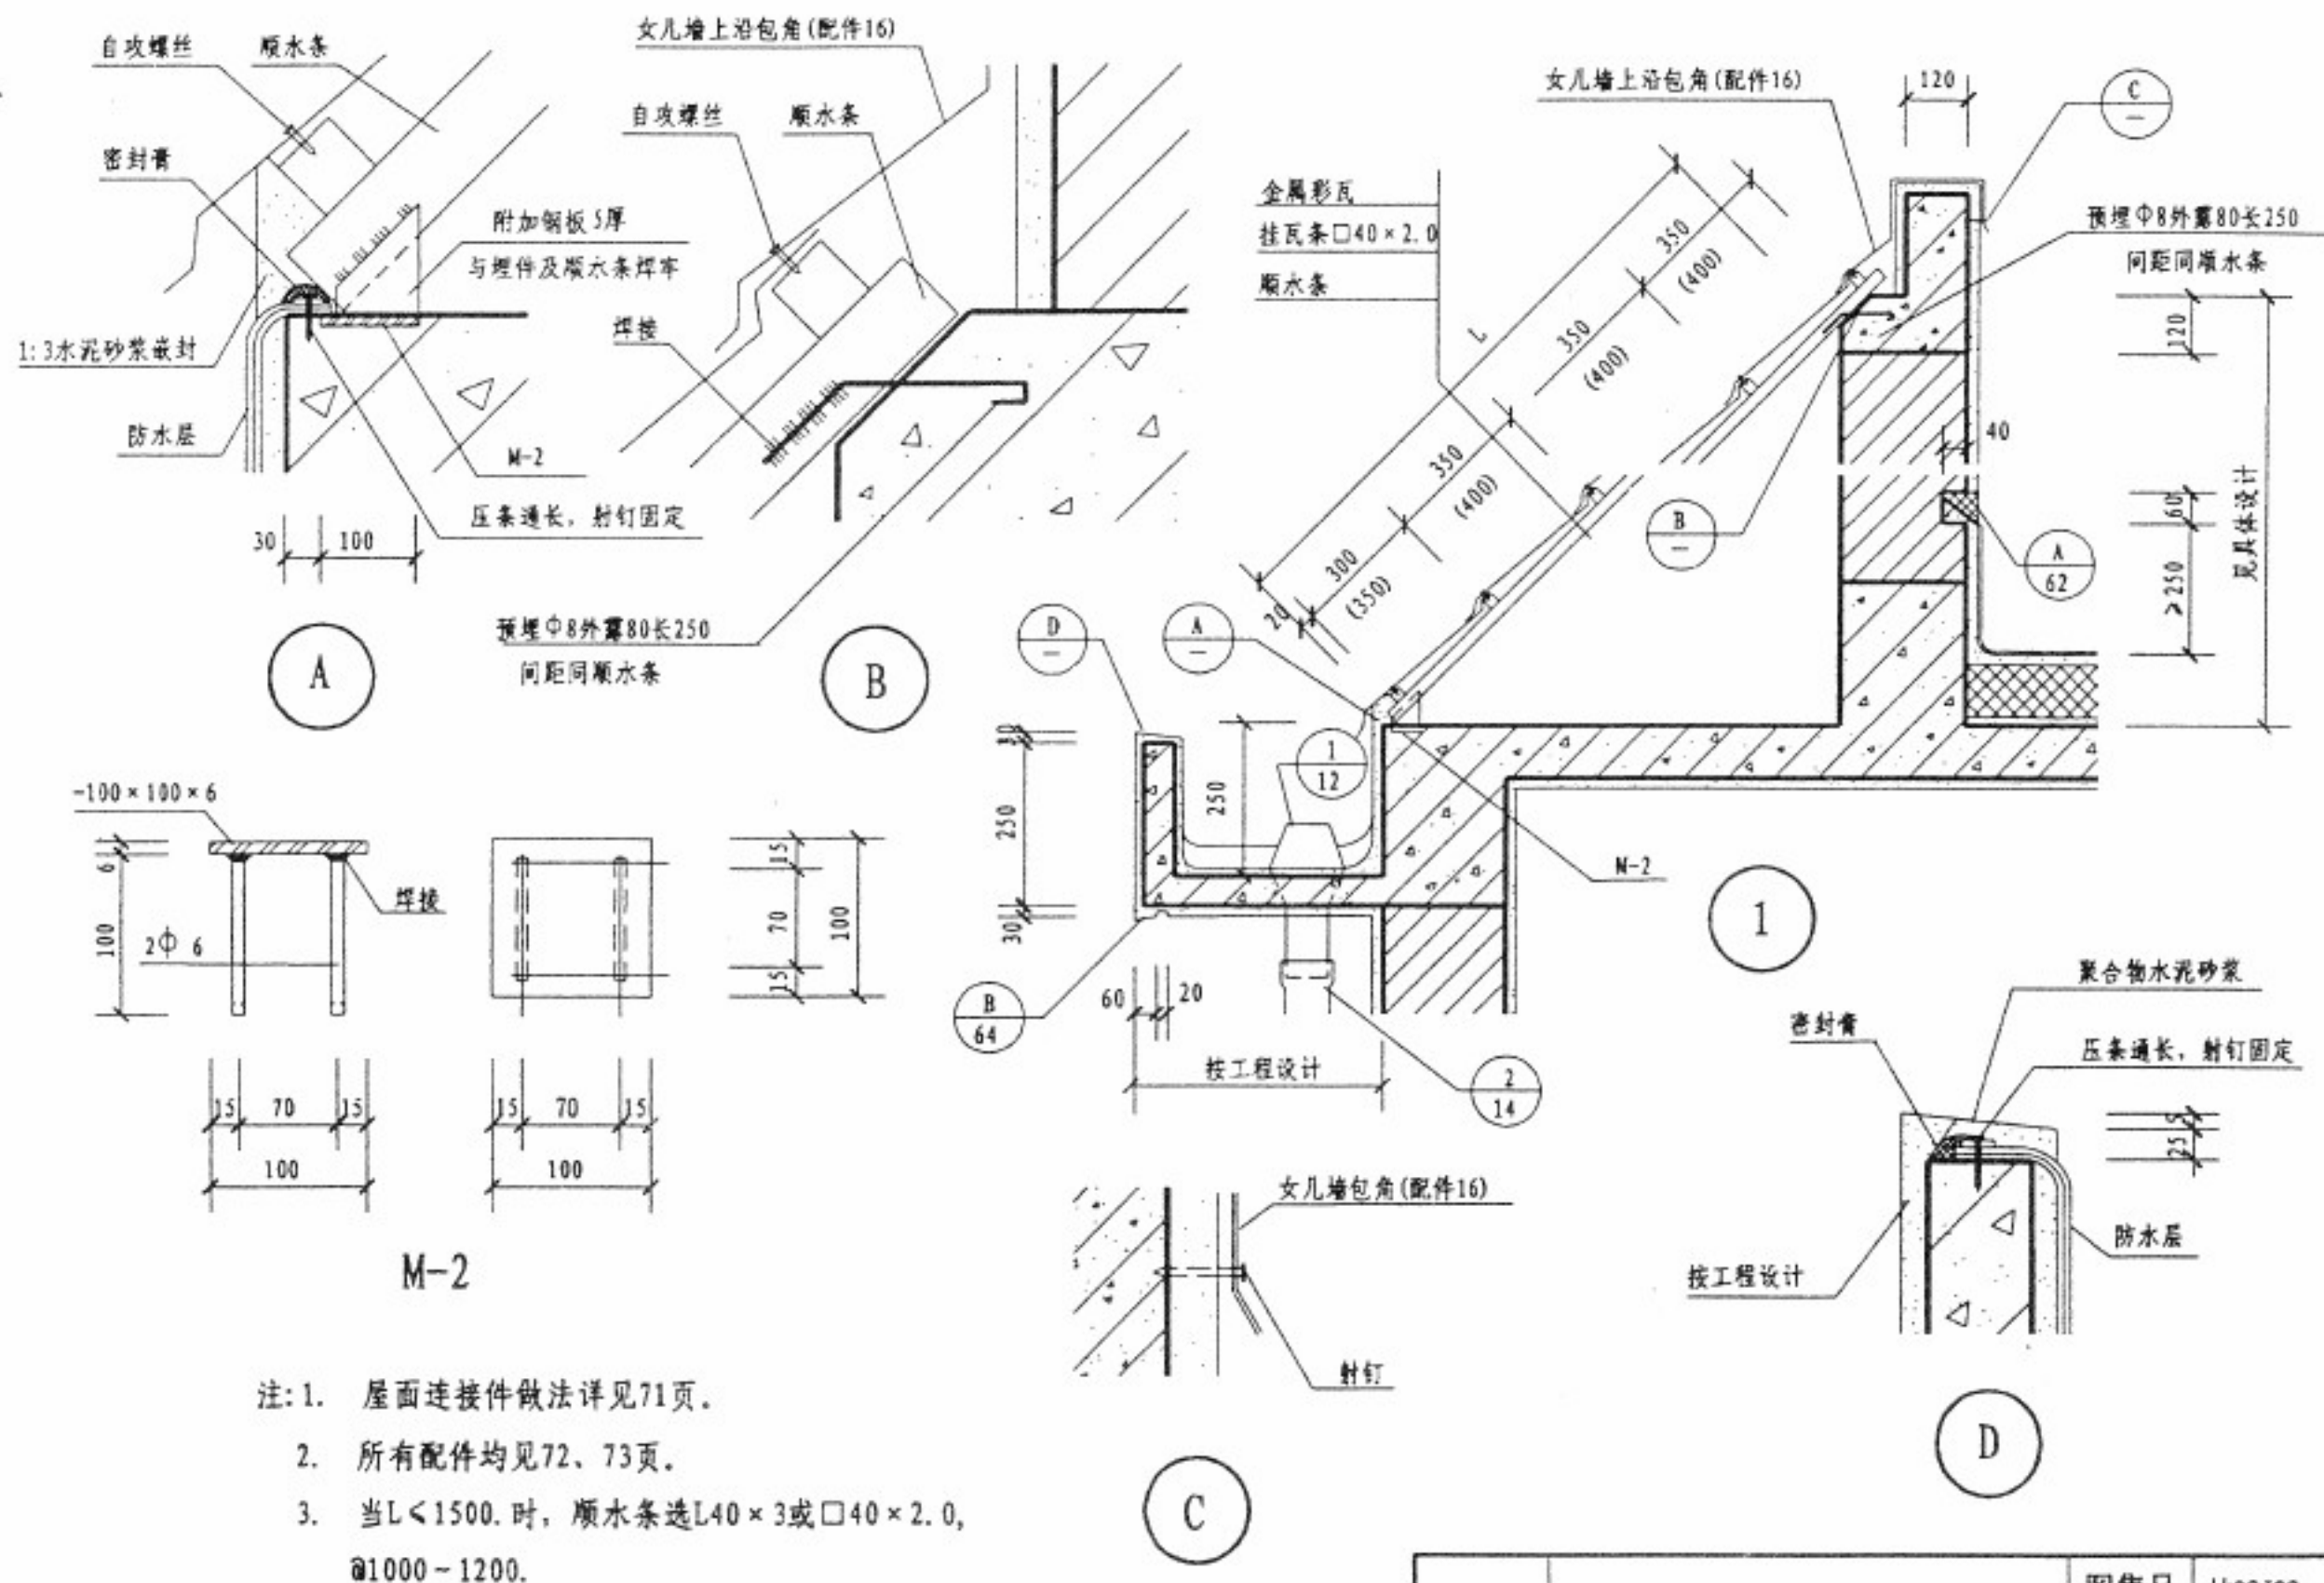 自攻螺丝
顺水条
密封膏
附加钢板5厚
与埋件及顺水条焊牢
1:3水泥砂浆嵌封
防水层
M-2
压条通长，射钉固定
30
100
A
女儿墙上沿包角(配件16)
自攻螺丝
顺水条
焊接
预埋Φ8外露80长250
间距同顺水条
B
女儿墙上沿包角(配件16)
120
C
—
金属彩瓦
挂瓦条□40×2.0
顺水条
预埋Φ8外露80长250
间距同顺水条
L
350
(400)
350
(400)
350
(400)
300
(350)
20
120
40
60
≥250
见具体设计
B
—
A
62
D
—
A
—
1
12
250
250
30
M-2
60
20
B
64
按工程设计
2
14
1
-100×100×6
6
100
2Φ 6
焊接
15
70
15
100
15
70
15
100
15
70
15
100
M-2
女儿墙包角(配件16)
射钉
C
聚合物水泥砂浆
密封膏
压条通长，射钉固定
5
25
防水层
按工程设计
D
注:1. 屋面连接件做法详见71页。
2. 所有配件均见72、73页。
3. 当L≤1500.时，顺水条选L40×3或□40×2.0,
@1000~1200.